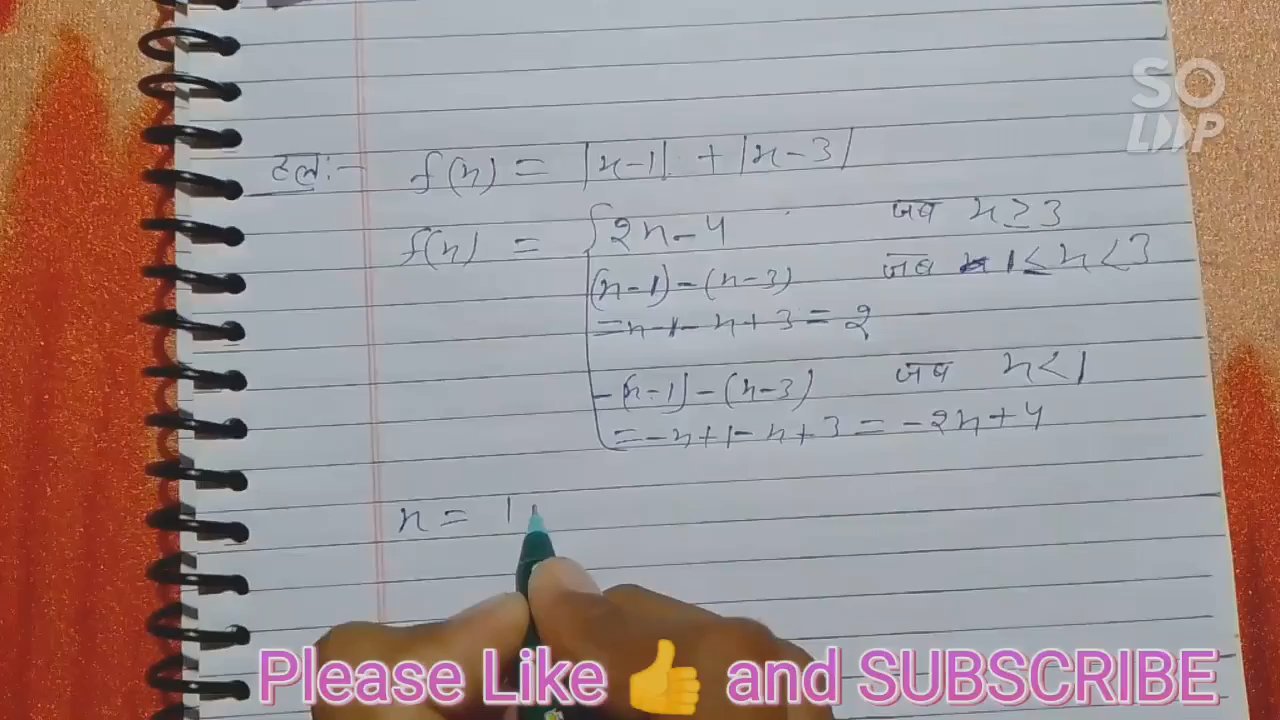 SO
LOOP
हल:- f(x) = |x-1| + |x-3|
f(x) = { 2x-4 जब x ≥ 3
(x-1) - (x-3) जब 1 ≤ x < 3
= x-1-x+3 = 2
-(x-1) - (x-3) जब x < 1
= -x+1-x+3 = -2x+4
x = 1
Please Like 👍 and SUBSCRIBE